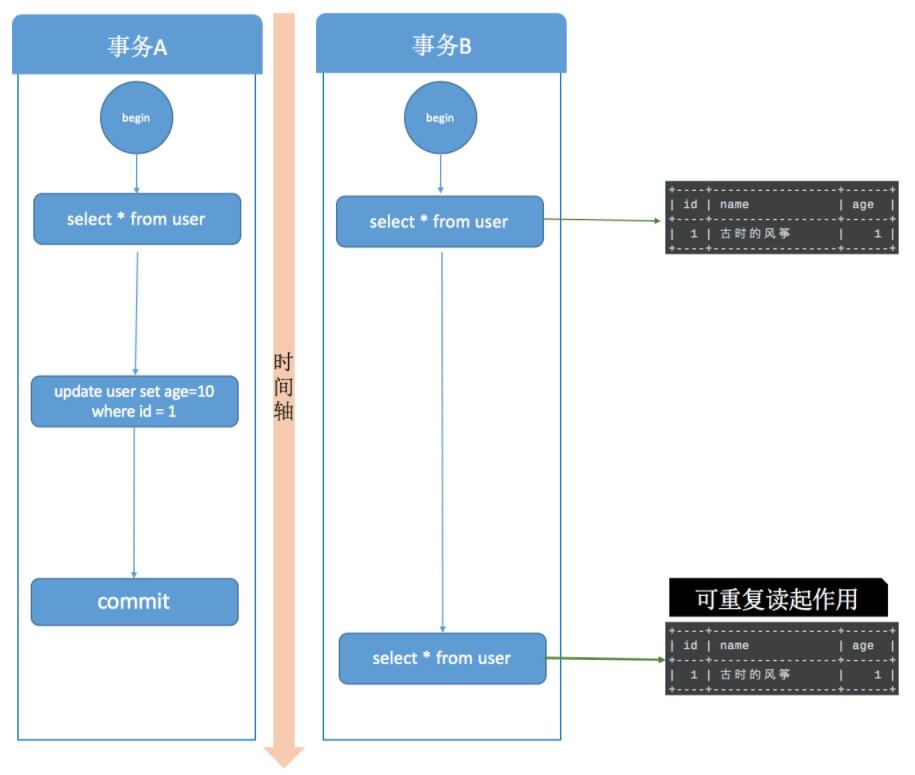 事务A
事务B
begin
begin
select * from user
select * from user
+----+------------------+------+
| id | name | age |
+----+------------------+------+
| 1 | 古时的风筝 | 1 |
+----+------------------+------+
时
间
轴
update user set age=10
where id = 1
commit
可重复读起作用
select * from user
+----+------------------+------+
| id | name | age |
+----+------------------+------+
| 1 | 古时的风筝 | 1 |
+----+------------------+------+